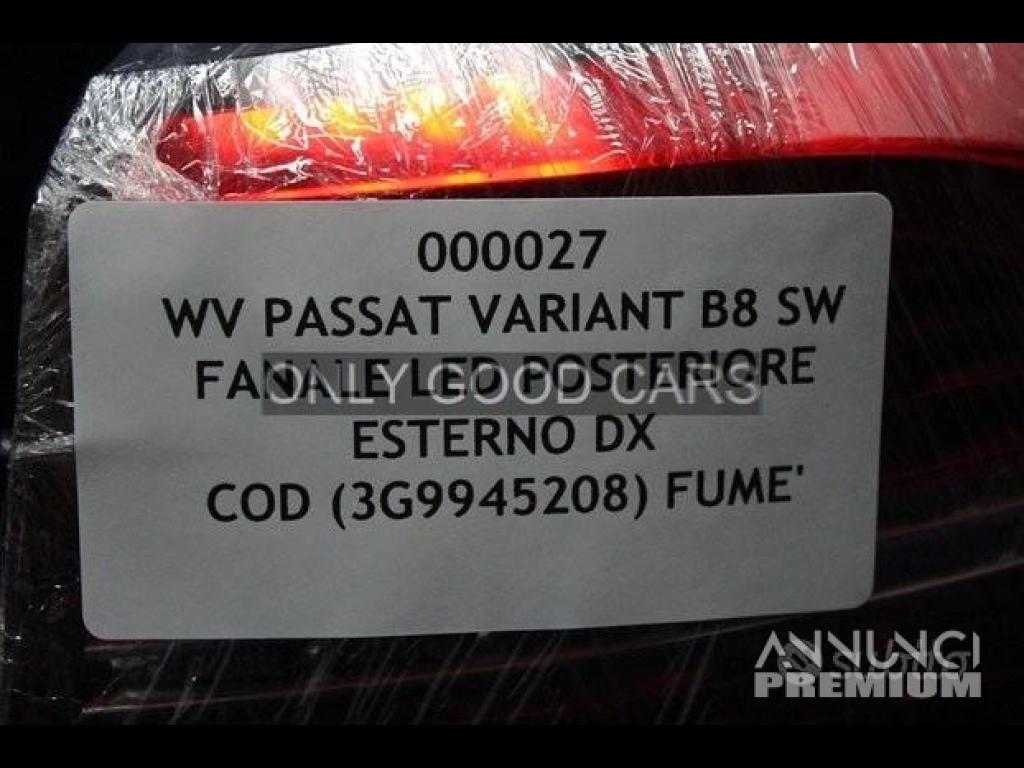 000027
WV PASSAT VARIANT B8 SW
FANALE LED POSTERIORE
ONLY GOOD CARS
ESTERNO DX
COD (3G9945208) FUME'
ANNUNCI
PREMIUM